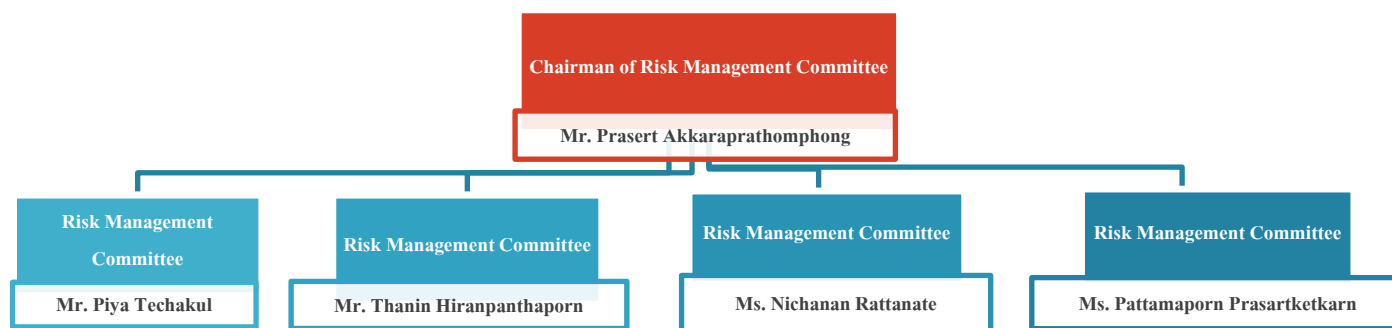 Chairman of Risk Management Committee
Mr. Prasert Akkaraprathomphong
Risk Management
Committee
Mr. Piya Techakul
Risk Management Committee
Mr. Thanin Hiranpanthaporn
Risk Management Committee
Ms. Nichanan Rattanate
Risk Management Committee
Ms. Pattamaporn Prasartketkarn